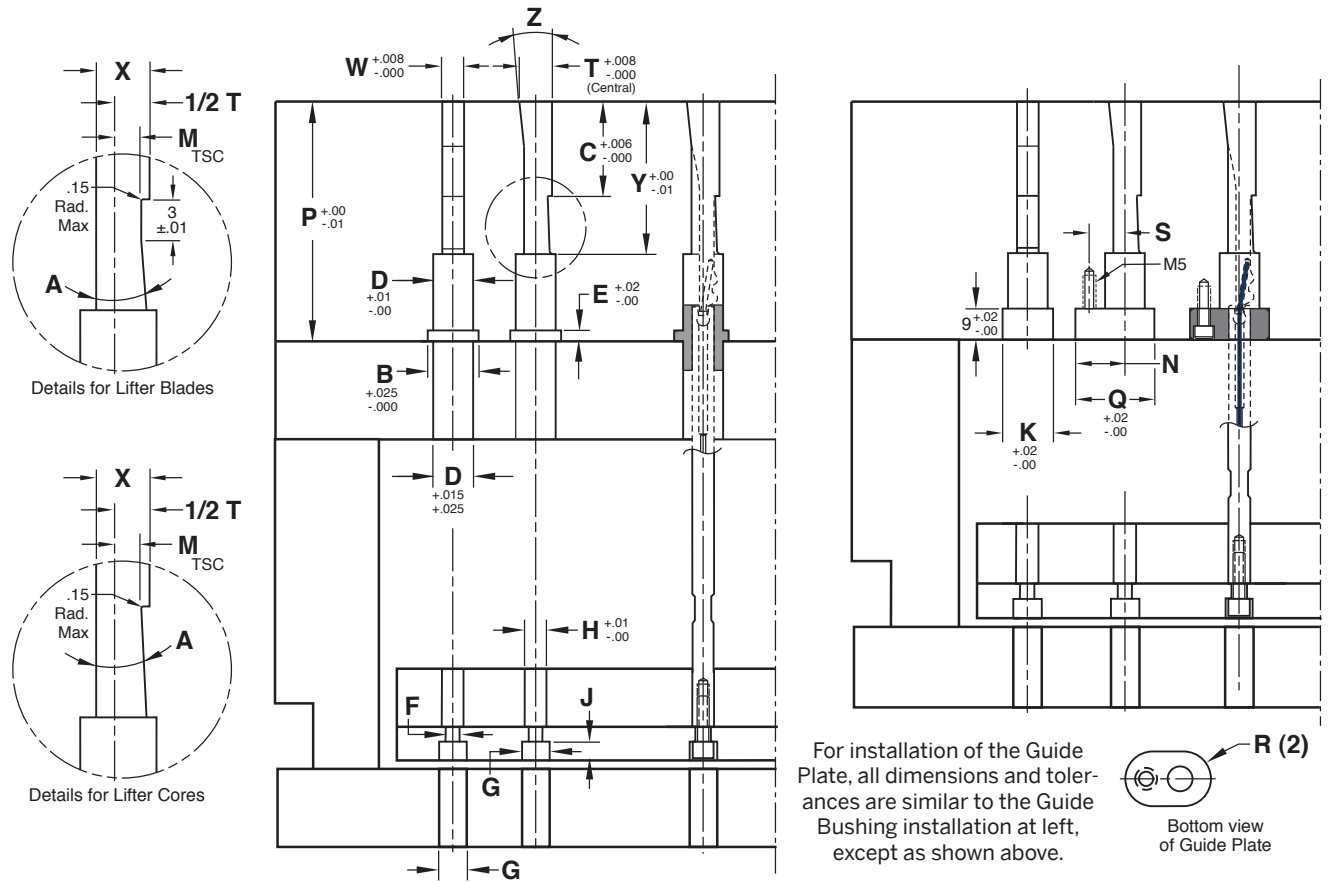 X
1/2 T
M
TSC
.15
Rad.
Max
3
±.01
A
Details for Lifter Blades
X
1/2 T
M
TSC
.15
Rad.
Max
A
Details for Lifter Cores
Z
W +.008 -.000
T +.008 -.000
(Central)
C +.006 -.000
Y +.00 -.01
P +.00 -.01
D
+.01
-.00
E +.02 -.00
B
+.025
-.000
D
+.015
+.025
H +.01 -.00
F
J
G
G
S
M5
9 +.02 -.00
N
Q
+.02
-.00
K
+.02
-.00
For installation of the Guide
Plate, all dimensions and toler-
ances are similar to the Guide
Bushing installation at left,
except as shown above.
R (2)
Bottom view
of Guide Plate